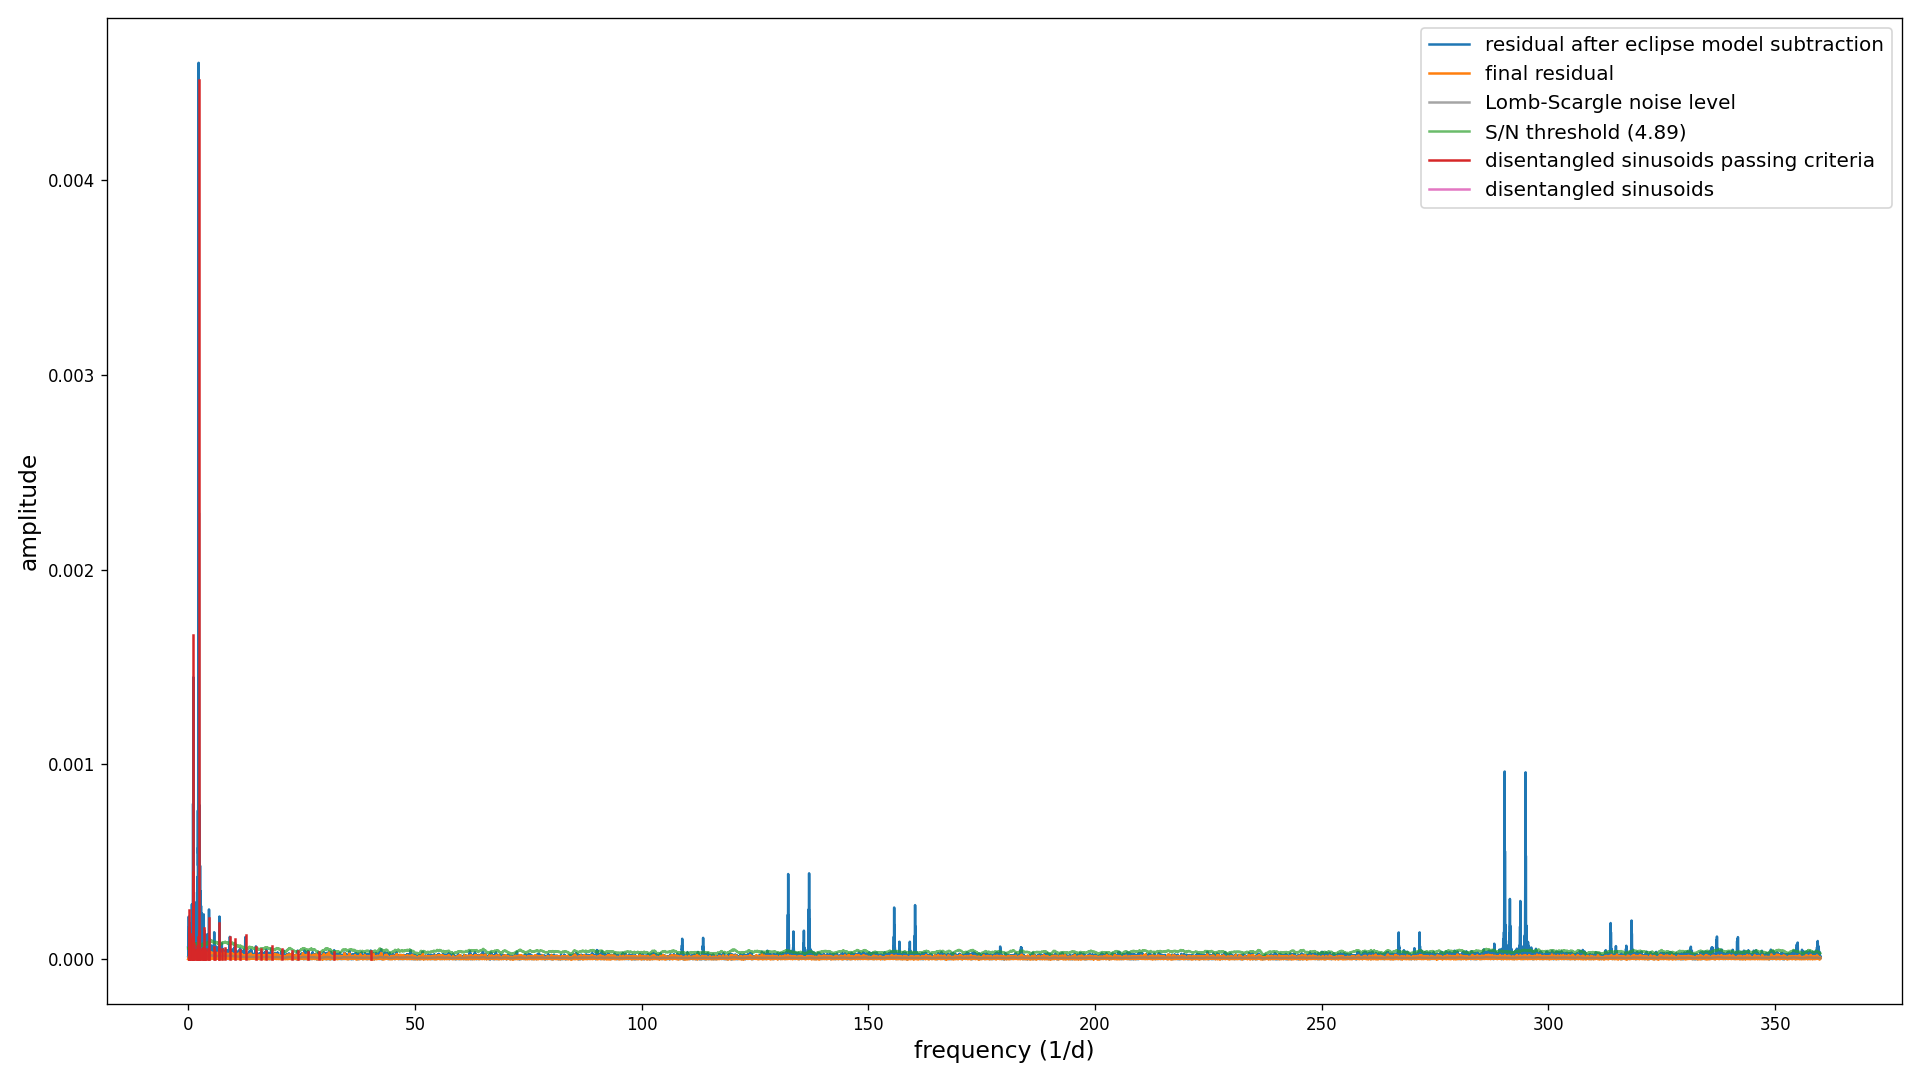 residual after eclipse model subtraction
final residual
Lomb-Scargle noise level
S/N threshold (4.89)
disentangled sinusoids passing criteria
disentangled sinusoids
0.004
0.003
0.002
0.001
0.000
amplitude
0 50 100 150 200 250 300 350
frequency (1/d)